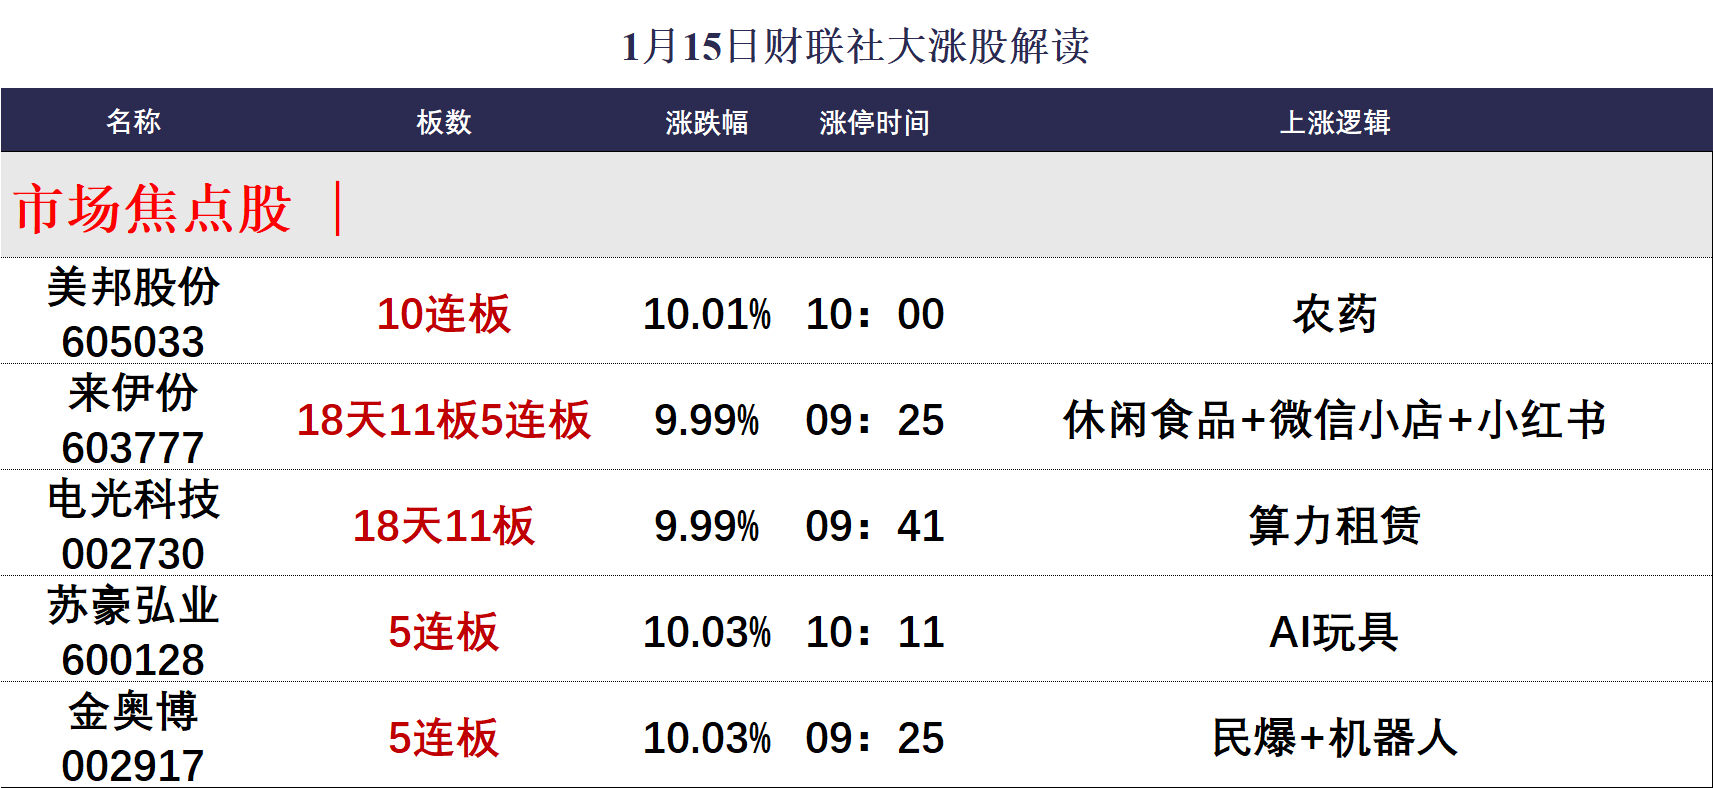 1月15日财联社大涨股解读
名称 板数 涨跌幅 涨停时间 上涨逻辑
市场焦点股 ｜
美邦股份
605033 10连板 10.01% 10：00 农药
来伊份
603777 18天11板5连板 9.99% 09：25 休闲食品+微信小店+小红书
电光科技
002730 18天11板 9.99% 09：41 算力租赁
苏豪弘业
600128 5连板 10.03% 10：11 AI玩具
金奥博
002917 5连板 10.03% 09：25 民爆+机器人